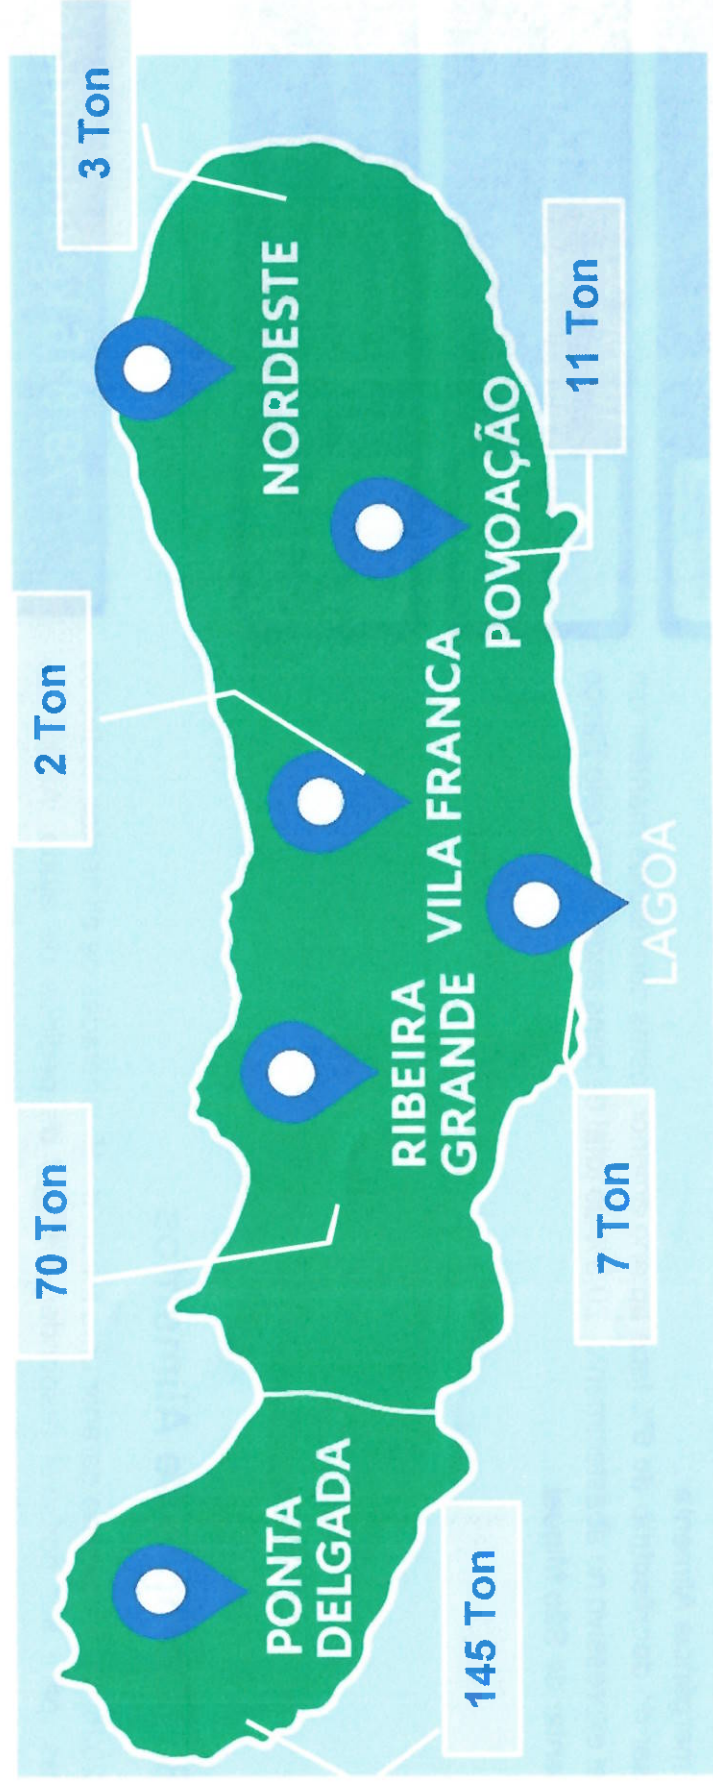 70 Ton
2 Ton
3 Ton
PONTA
DELGADA
RIBEIRA
GRANDE
VILA FRANCA
NORDESTE
POVOAÇÃO
LAGOA
145 Ton
7 Ton
11 Ton